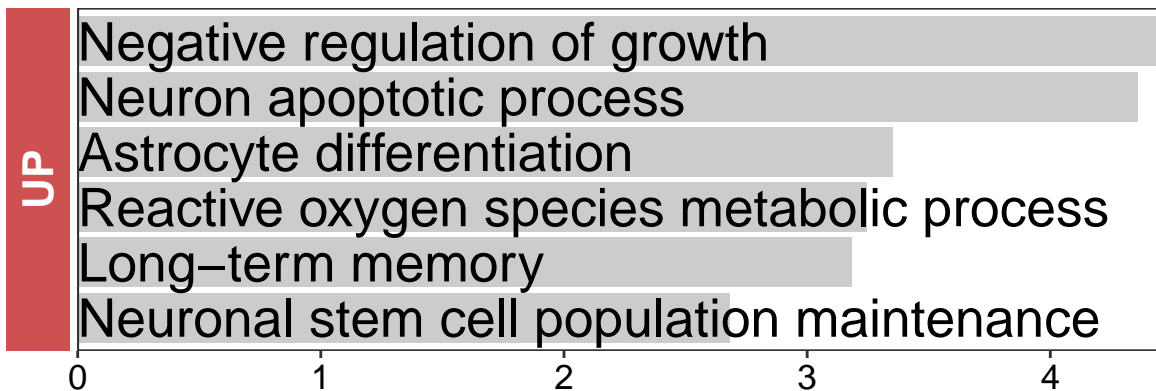 Negative regulation of growth
Neuron apoptotic process
Astrocyte differentiation
Reactive oxygen species metabolic process
Long−term memory
Neuronal stem cell population maintenance
UP
0 1 2 3 4